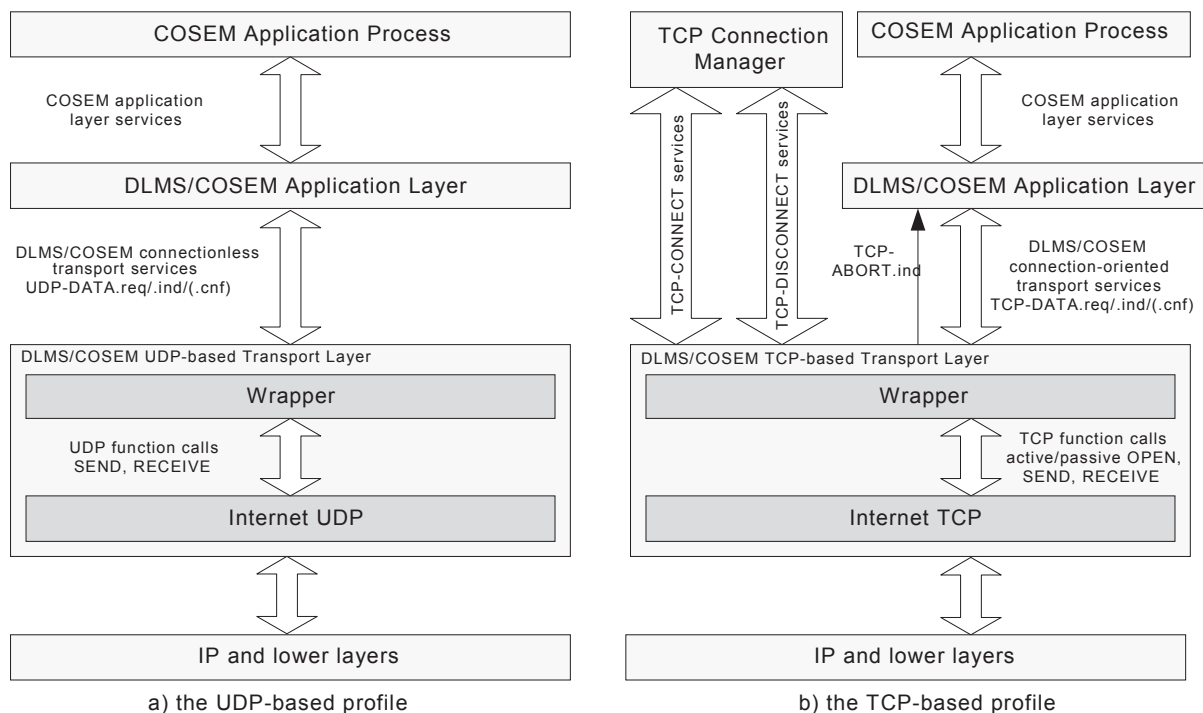 COSEM Application Process
COSEM application
layer services
DLMS/COSEM Application Layer
DLMS/COSEM connectionless
transport services
UDP-DATA.req/.ind/(.cnf)
DLMS/COSEM UDP-based Transport Layer
Wrapper
UDP function calls
SEND, RECEIVE
Internet UDP
IP and lower layers
a) the UDP-based profile
TCP Connection
Manager
COSEM Application Process
TCP-CONNECT services
TCP-DISCONNECT services
COSEM application
layer services
DLMS/COSEM Application Layer
TCP-
ABORT.ind
DLMS/COSEM
connection-oriented
transport services
TCP-DATA.req/.ind/(.cnf)
DLMS/COSEM TCP-based Transport Layer
Wrapper
TCP function calls
active/passive OPEN,
SEND, RECEIVE
Internet TCP
IP and lower layers
b) the TCP-based profile